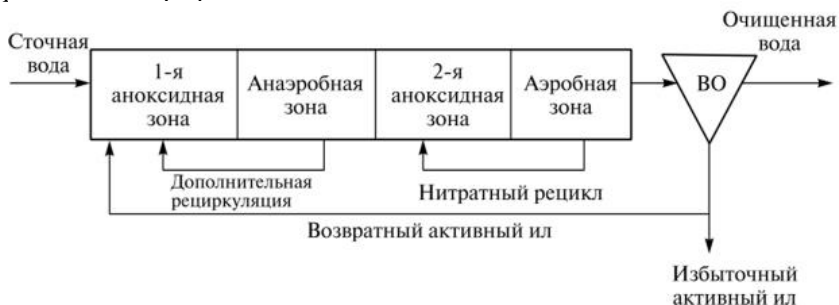 Сточная
вода
1-я
аноксидная
зона
Анаэробная
зона
2-я
аноксидная
зона
Аэробная
зона
ВО
Очищенная
вода
Дополнительная
рециркуляция
Нитратный рецикл
Возвратный активный ил
Избыточный
активный ил